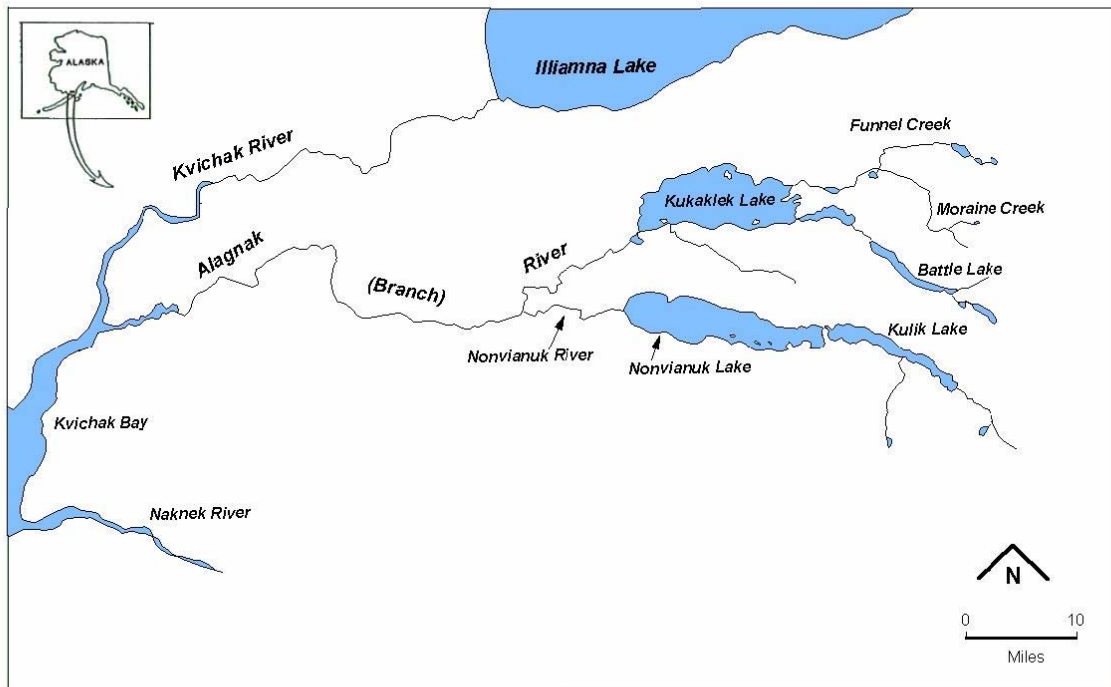 ALASKA
Illiamna Lake
Funnel Creek
Kvichak River
Kukaklek Lake
Moraine Creek
Alagnak
River
(Branch)
Battle Lake
Kulik Lake
Nonvianuk River
Nonvianuk Lake
Kvichak Bay
Naknek River
N
0 10
Miles